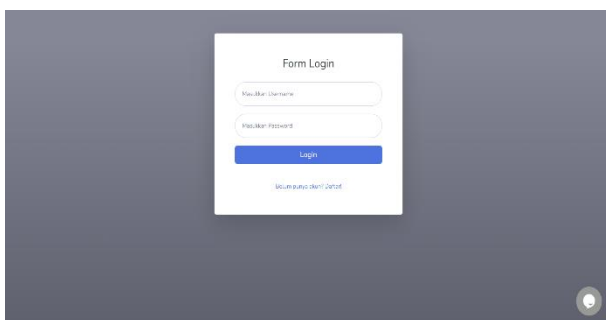 Form Login
Masukkan Username
Masukkan Password
Login
Belum punya akun? Daftar!